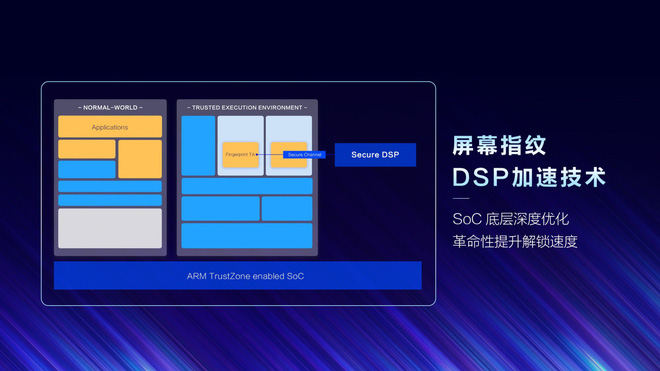 – NORMAL-WORLD –
Applications
– TRUSTED EXECUTION ENVIRONMENT –
Fingerprint TA
Secure Channel
Secure DSP
ARM TrustZone enabled SoC
屏幕指纹
DSP加速技术
SoC 底层深度优化
革命性提升解锁速度